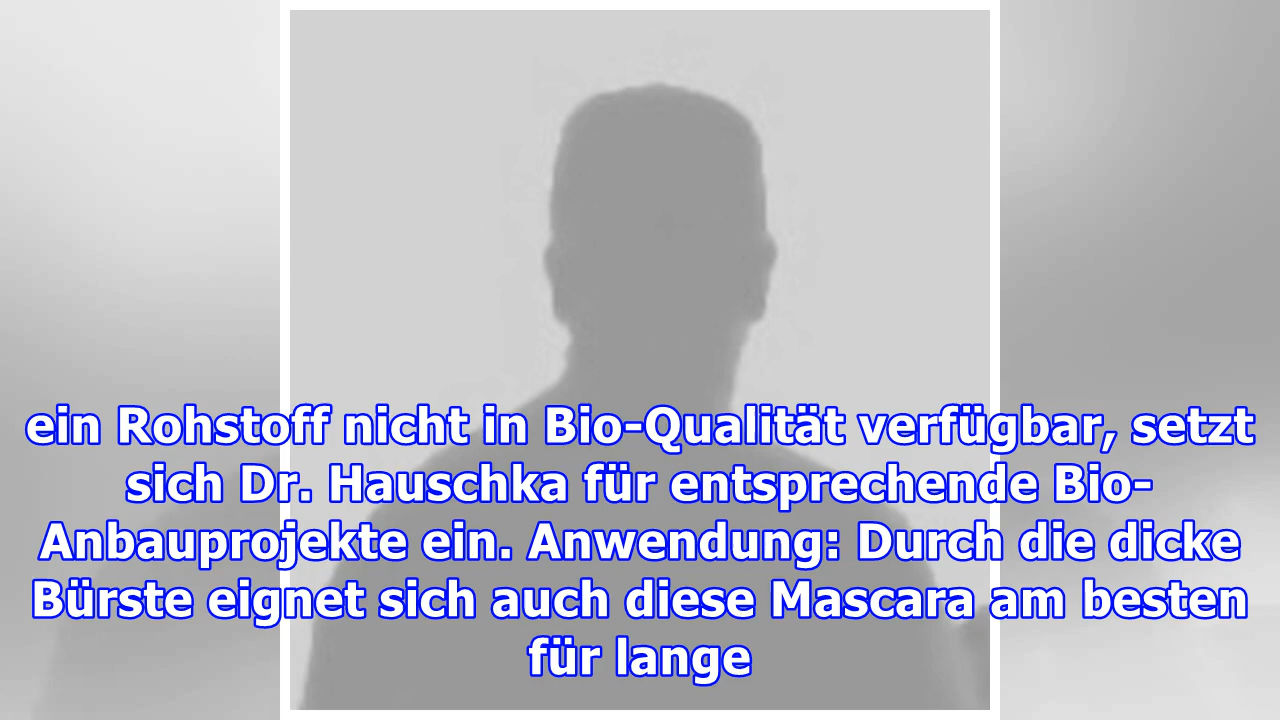 ein Rohstoff nicht in Bio-Qualität verfügbar, setzt
sich Dr. Hauschka für entsprechende Bio-
Anbauprojekte ein. Anwendung: Durch die dicke
Bürste eignet sich auch diese Mascara am besten
für lange